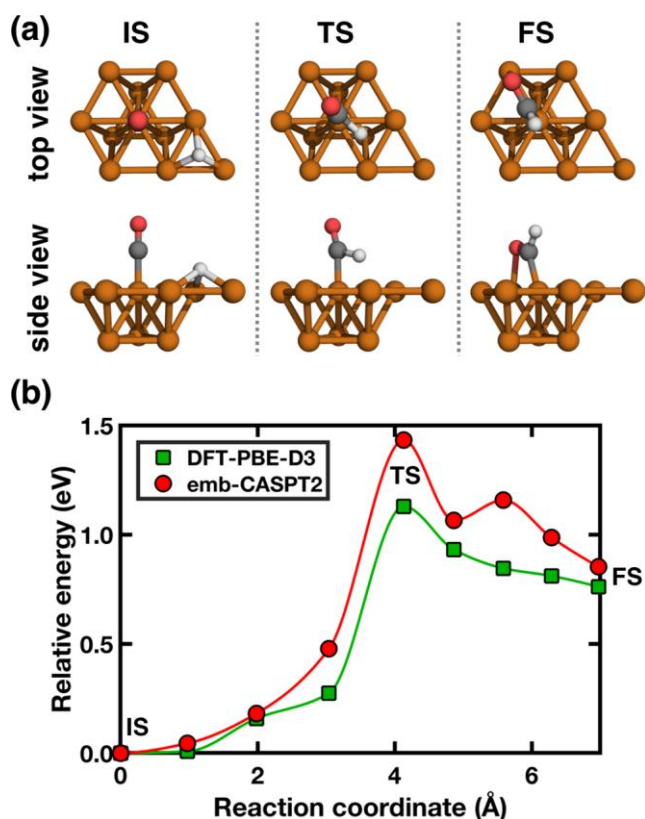 (a) IS TS FS
top view
side view
(b)
1.5
DFT-PBE-D3
emb-CASPT2
TS
1.0
Relative energy (eV)
FS
0.5
IS
0.0
0 2 4 6
Reaction coordinate (Å)